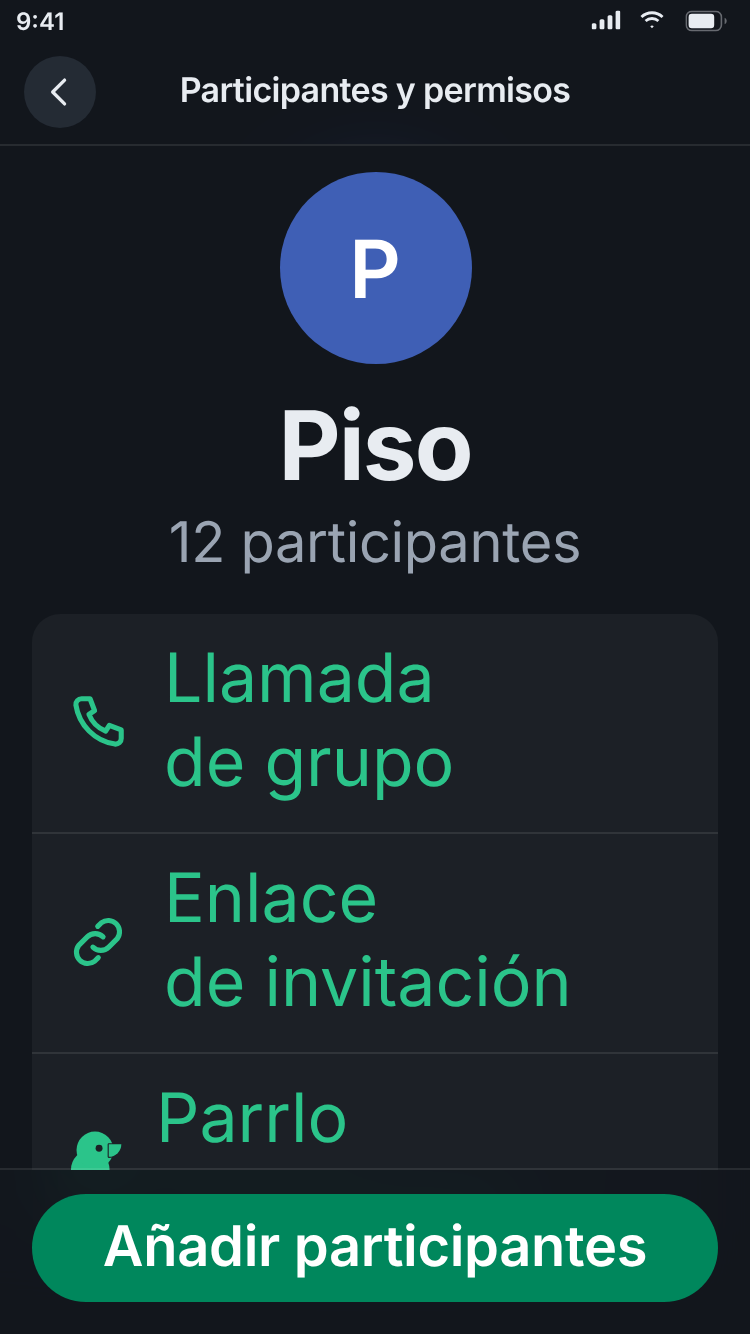 9:41
Participantes y permisos
P
Piso
12 participantes
Llamada
de grupo
Enlace
de invitación
Parrlo
Añadir participantes